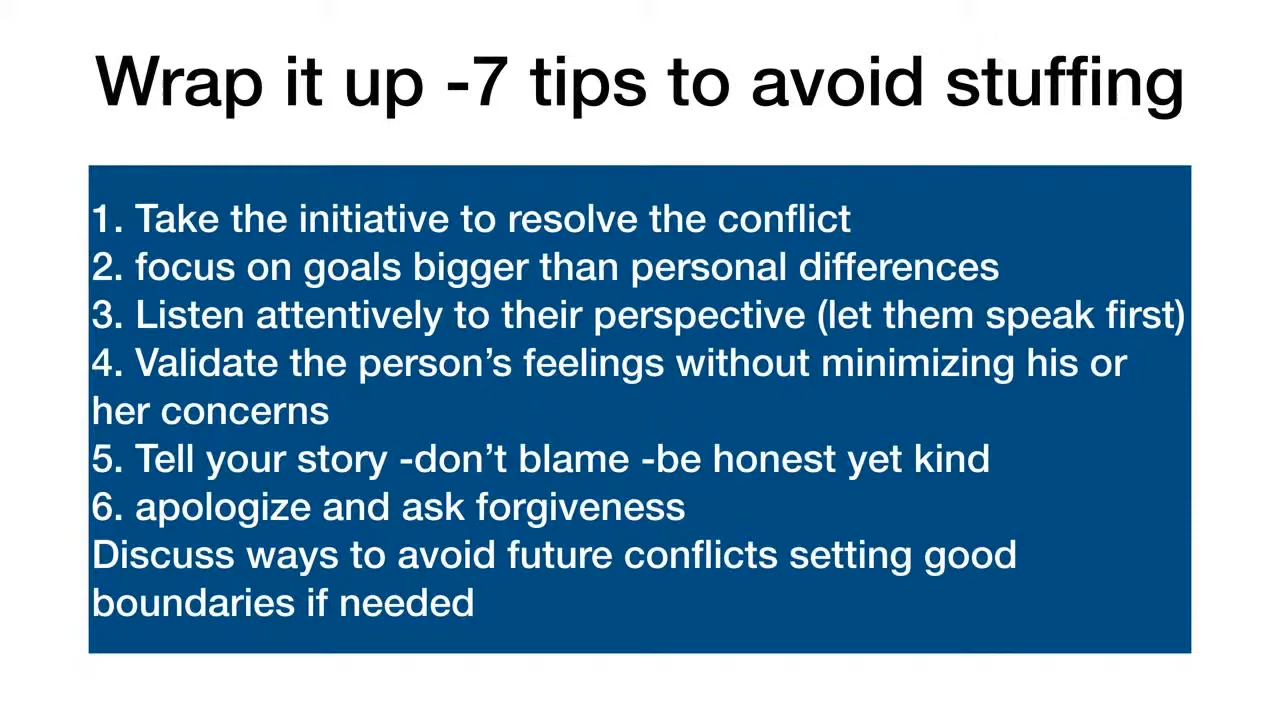 Wrap it up -7 tips to avoid stuffing
1. Take the initiative to resolve the conflict
2. focus on goals bigger than personal differences
3. Listen attentively to their perspective (let them speak first)
4. Validate the person’s feelings without minimizing his or
her concerns
5. Tell your story -don’t blame -be honest yet kind
6. apologize and ask forgiveness
Discuss ways to avoid future conflicts setting good
boundaries if needed